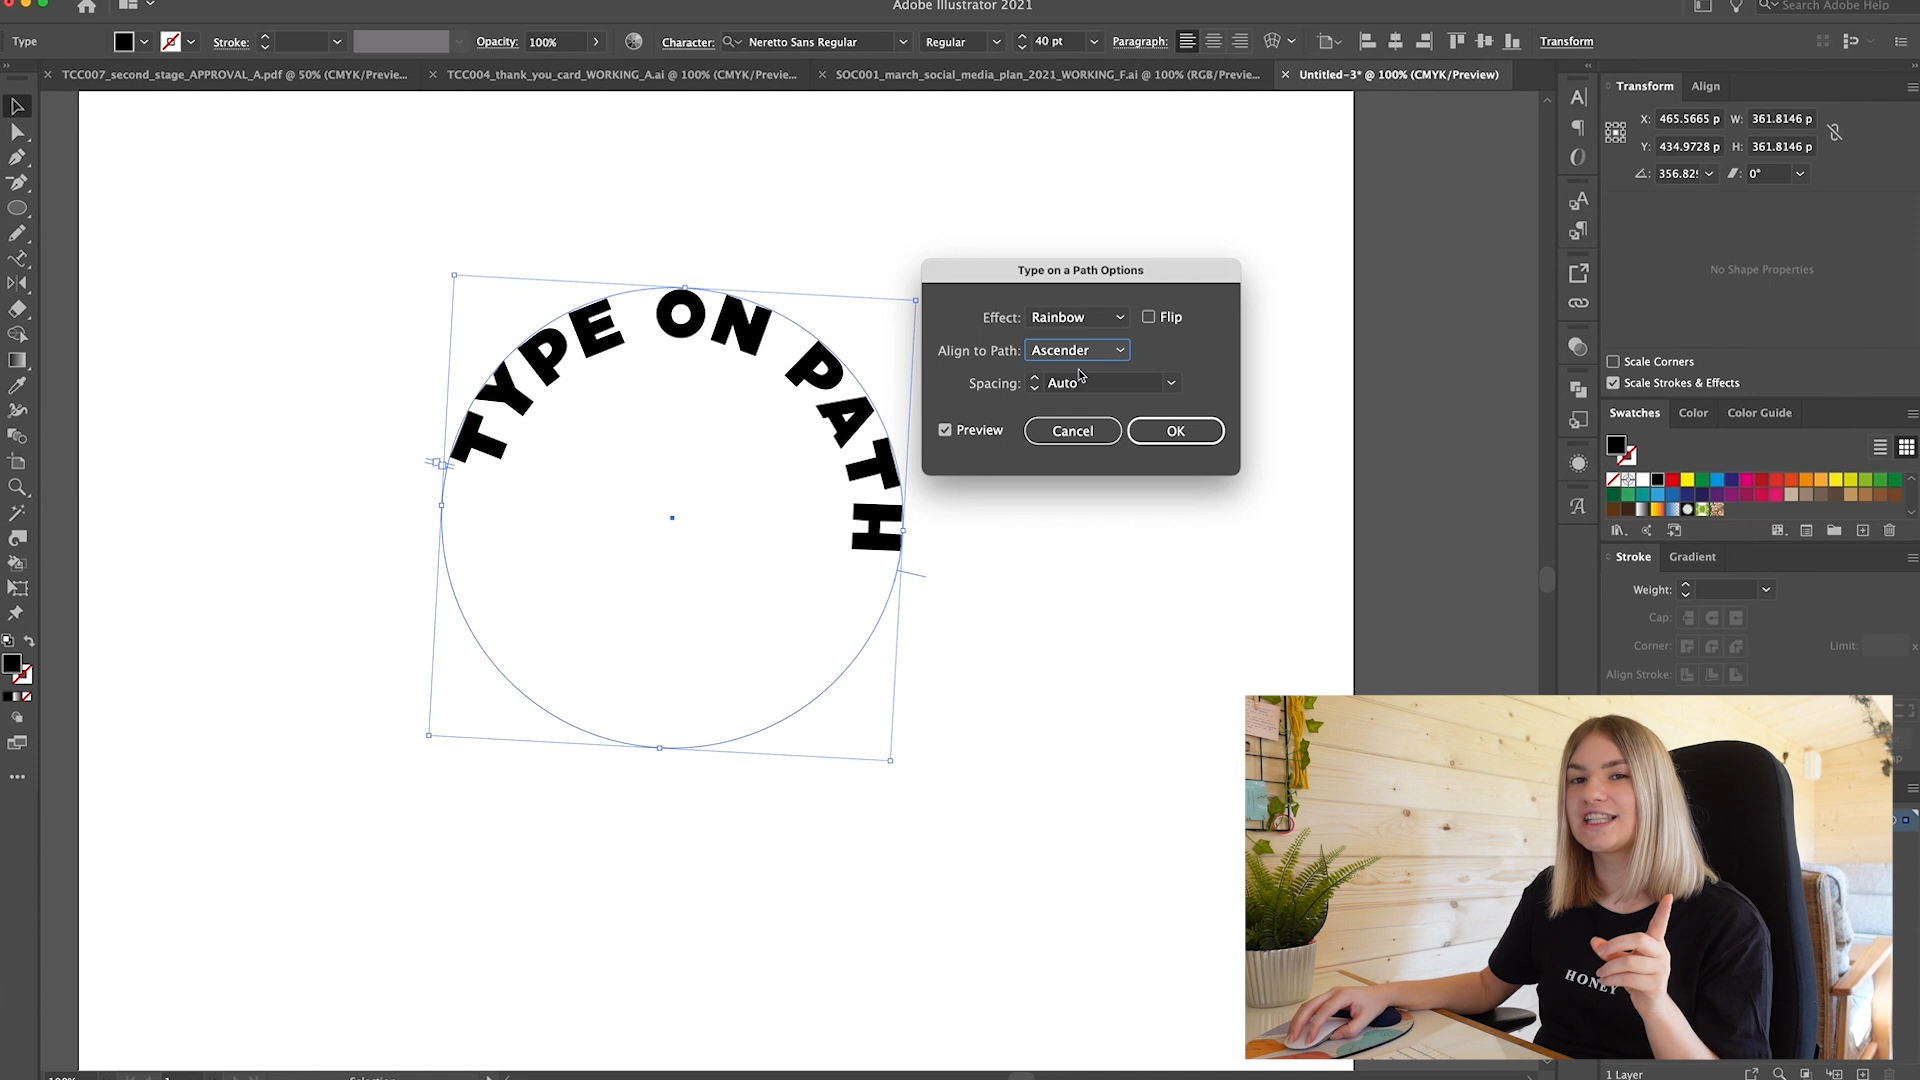 Adobe Illustrator 2021
Search Adobe Help
Type
Stroke:
Opacity: 100%
Character: Neretto Sans Regular
Regular
40 pt
Paragraph:
Transform
TCC007_second_stage_APPROVAL_A.pdf @ 50% (CMYK/Previe...
TCC004_thank_you_card_WORKING_A.ai @ 100% (CMYK/Previe...
SOC001_march_social_media_plan_2021_WORKING_F.ai @ 100% (RGB/Previe...
Untitled-3* @ 100% (CMYK/Preview)
Transform Align
X: 465.5665 p W: 361.8146 p
Y: 434.9728 p H: 361.8146 p
356.82 0°
No Shape Properties
Scale Corners
Scale Strokes & Effects
Swatches Color Color Guide
Stroke Gradient
Weight:
Cap:
Corner: Limit: x
Align Stroke:
TYPE ON PATH
Type on a Path Options
Effect: Rainbow Flip
Align to Path: Ascender
Spacing: Auto
Preview Cancel OK
HONEY
1 Layer